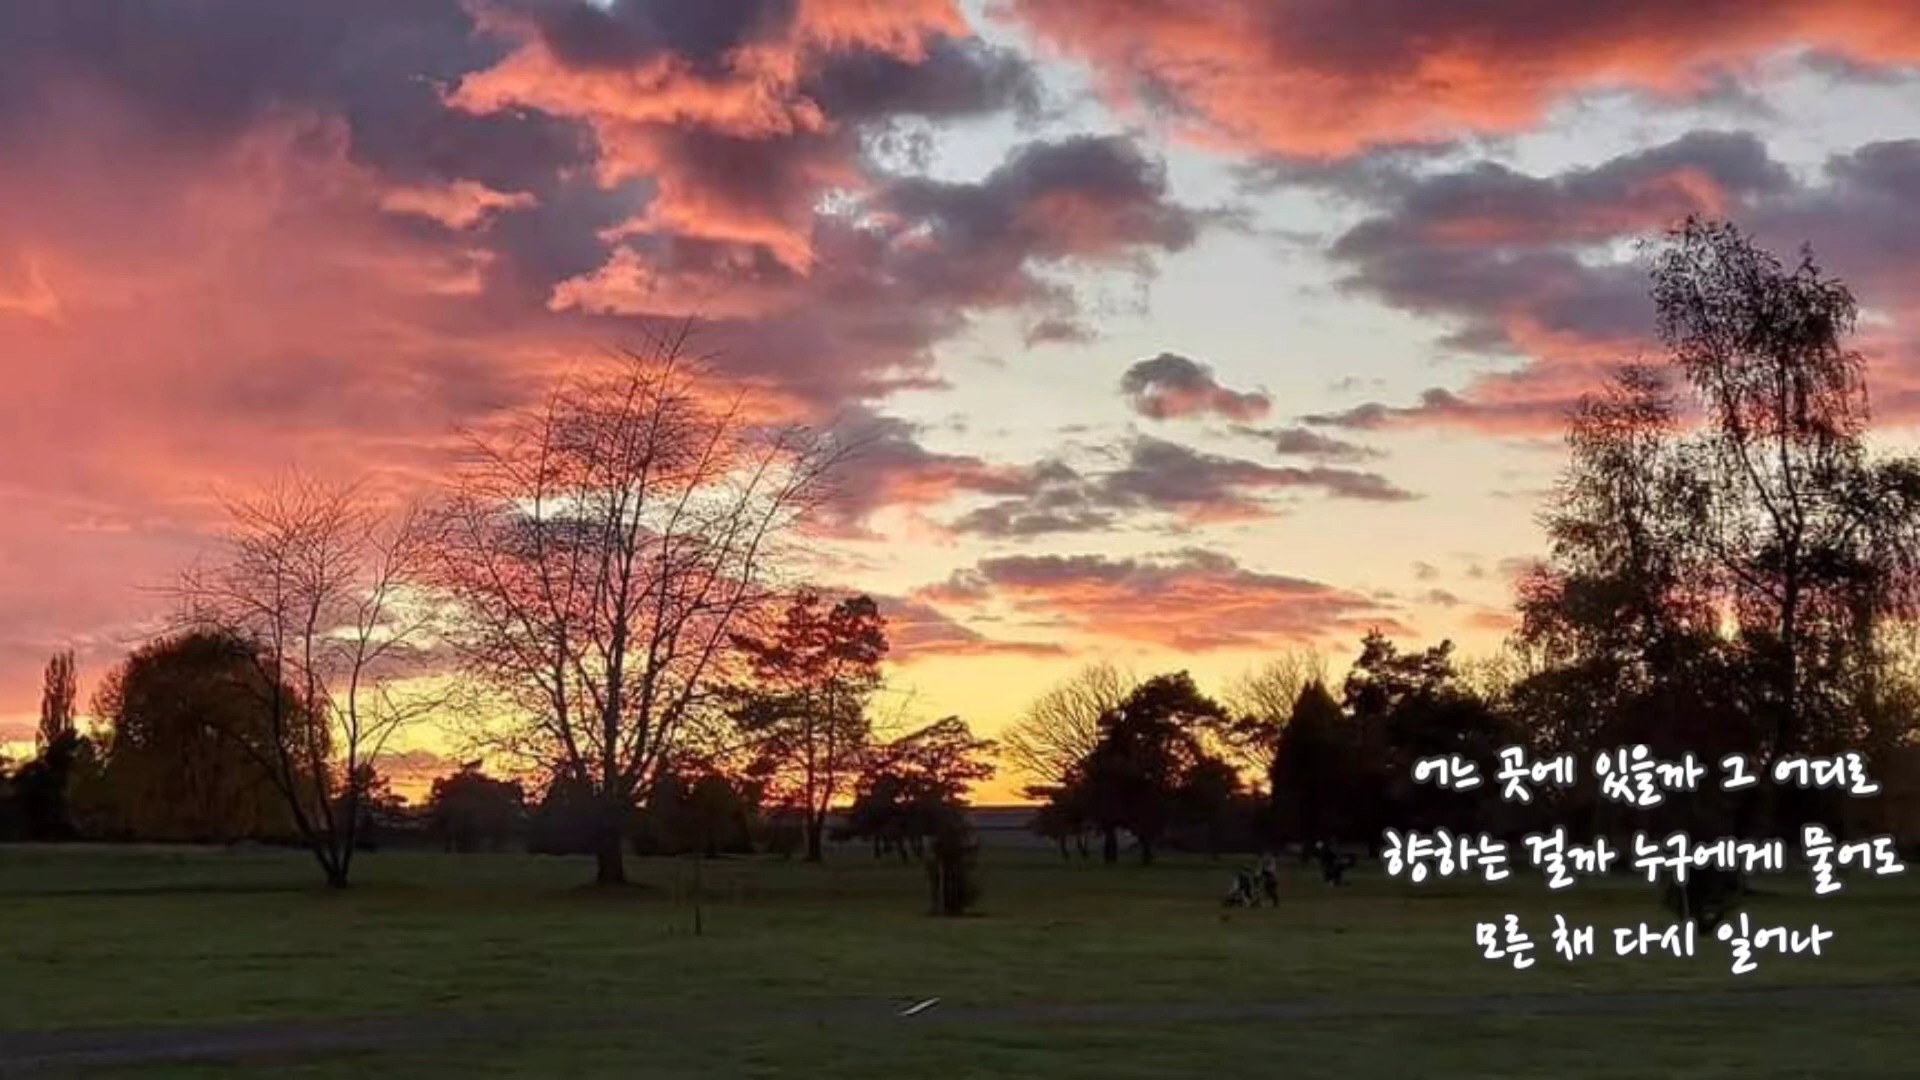 어느 곳에 있을까 그 어디로
향하는 걸까 누구에게 물어도
모른 채 다시 일어나